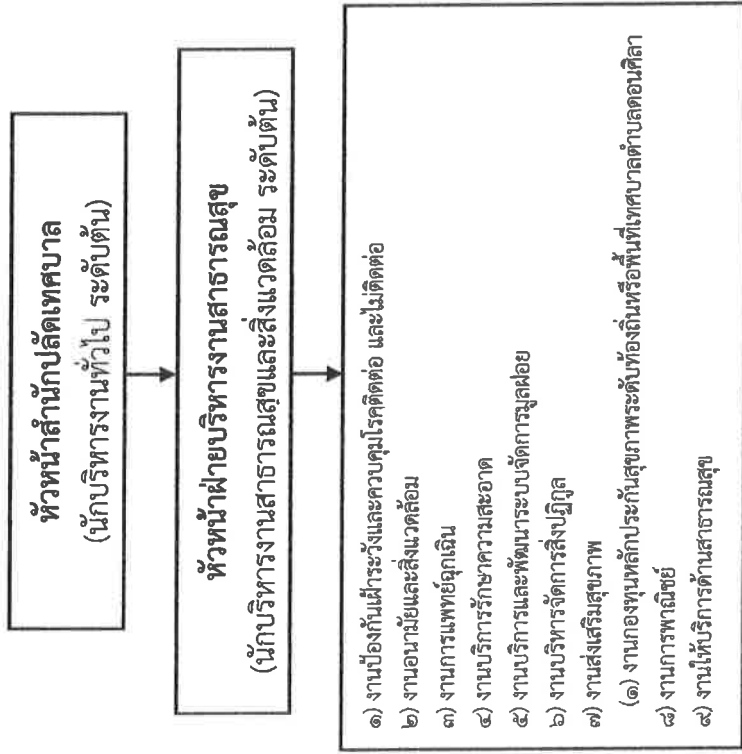 หัวหน้าสำนักปลัดเทศบาล
(นักบริหารงานทั่วไป ระดับต้น)
หัวหน้าฝ่ายบริหารงานสาธารณสุข
(นักบริหารงานสาธารณสุขและสิ่งแวดล้อม ระดับต้น)
๑) งานป้องกันเฝ้าระวังและควบคุมโรคติดต่อ และไม่ติดต่อ
๒) งานอนามัยและสิ่งแวดล้อม
๓) งานการแพทย์ฉุกเฉิน
๔) งานบริการรักษาความสะอาด
๕) งานบริการและพัฒนาระบบจัดการมูลฝอย
๖) งานบริหารจัดการสิ่งปฏิกูล
๗) งานส่งเสริมสุขภาพ
(๑) งานกองทุนหลักประกันสุขภาพระดับท้องถิ่นหรือพื้นที่เทศบาลตำบลดอนศิลา
๘) งานการพาณิชย์
๙) งานให้บริการด้านสาธารณสุข